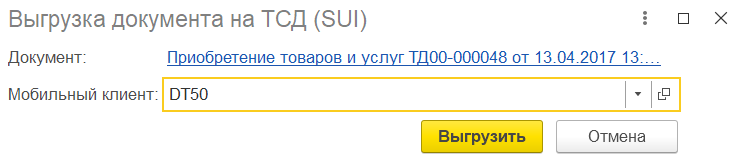 Выгрузка документа на ТСД (SUI)
Документ: Приобретение товаров и услуг ТД00-000048 от 13.04.2017 13:...
Мобильный клиент: DT50
Выгрузить Отмена